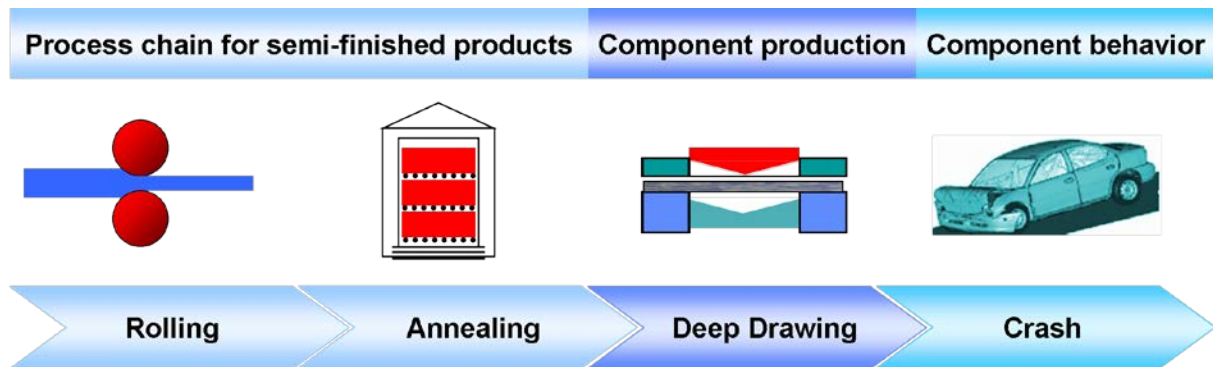 Process chain for semi-finished products
Component production
Component behavior
Rolling
Annealing
Deep Drawing
Crash